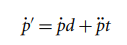 ṗ′ = ṗd + p̈t